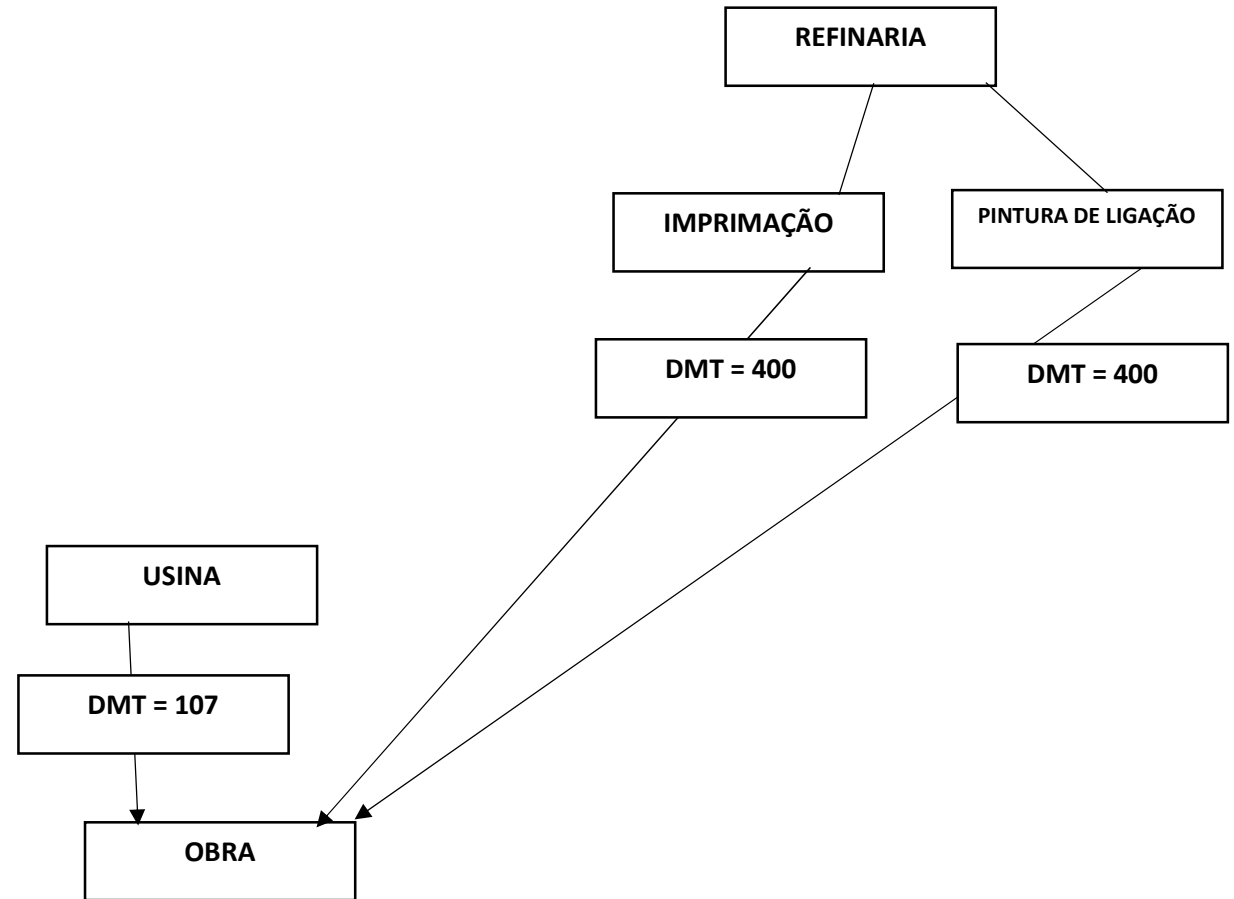 REFINARIA
IMPRIMAÇÃO
PINTURA DE LIGAÇÃO
DMT = 400
DMT = 400
USINA
DMT = 107
OBRA